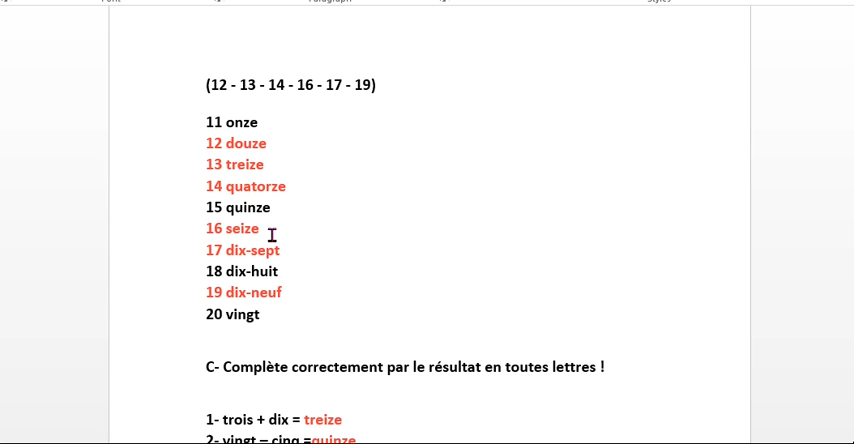 Paragraph
Styles
(12 - 13 - 14 - 16 - 17 - 19)
11 onze
12 douze
13 treize
14 quatorze
15 quinze
16 seize
17 dix-sept
18 dix-huit
19 dix-neuf
20 vingt
C- Complète correctement par le résultat en toutes lettres !
1- trois + dix = treize
2- vingt – cinq =quinze